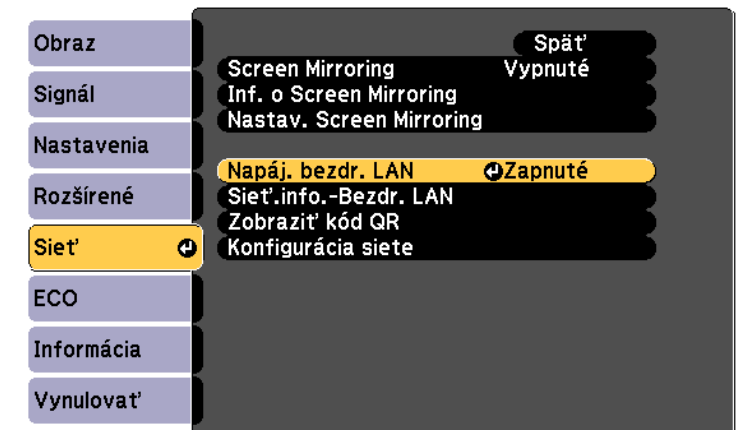 Obraz
Signál
Nastavenia
Rozšírené
Sieť
ECO
Informácia
Vynulovať
Späť
Screen Mirroring Vypnuté
Inf. o Screen Mirroring
Nastav. Screen Mirroring
Napáj. bezdr. LAN Zapnuté
Sieť.info.-Bezdr. LAN
Zobraziť kód QR
Konfigurácia siete